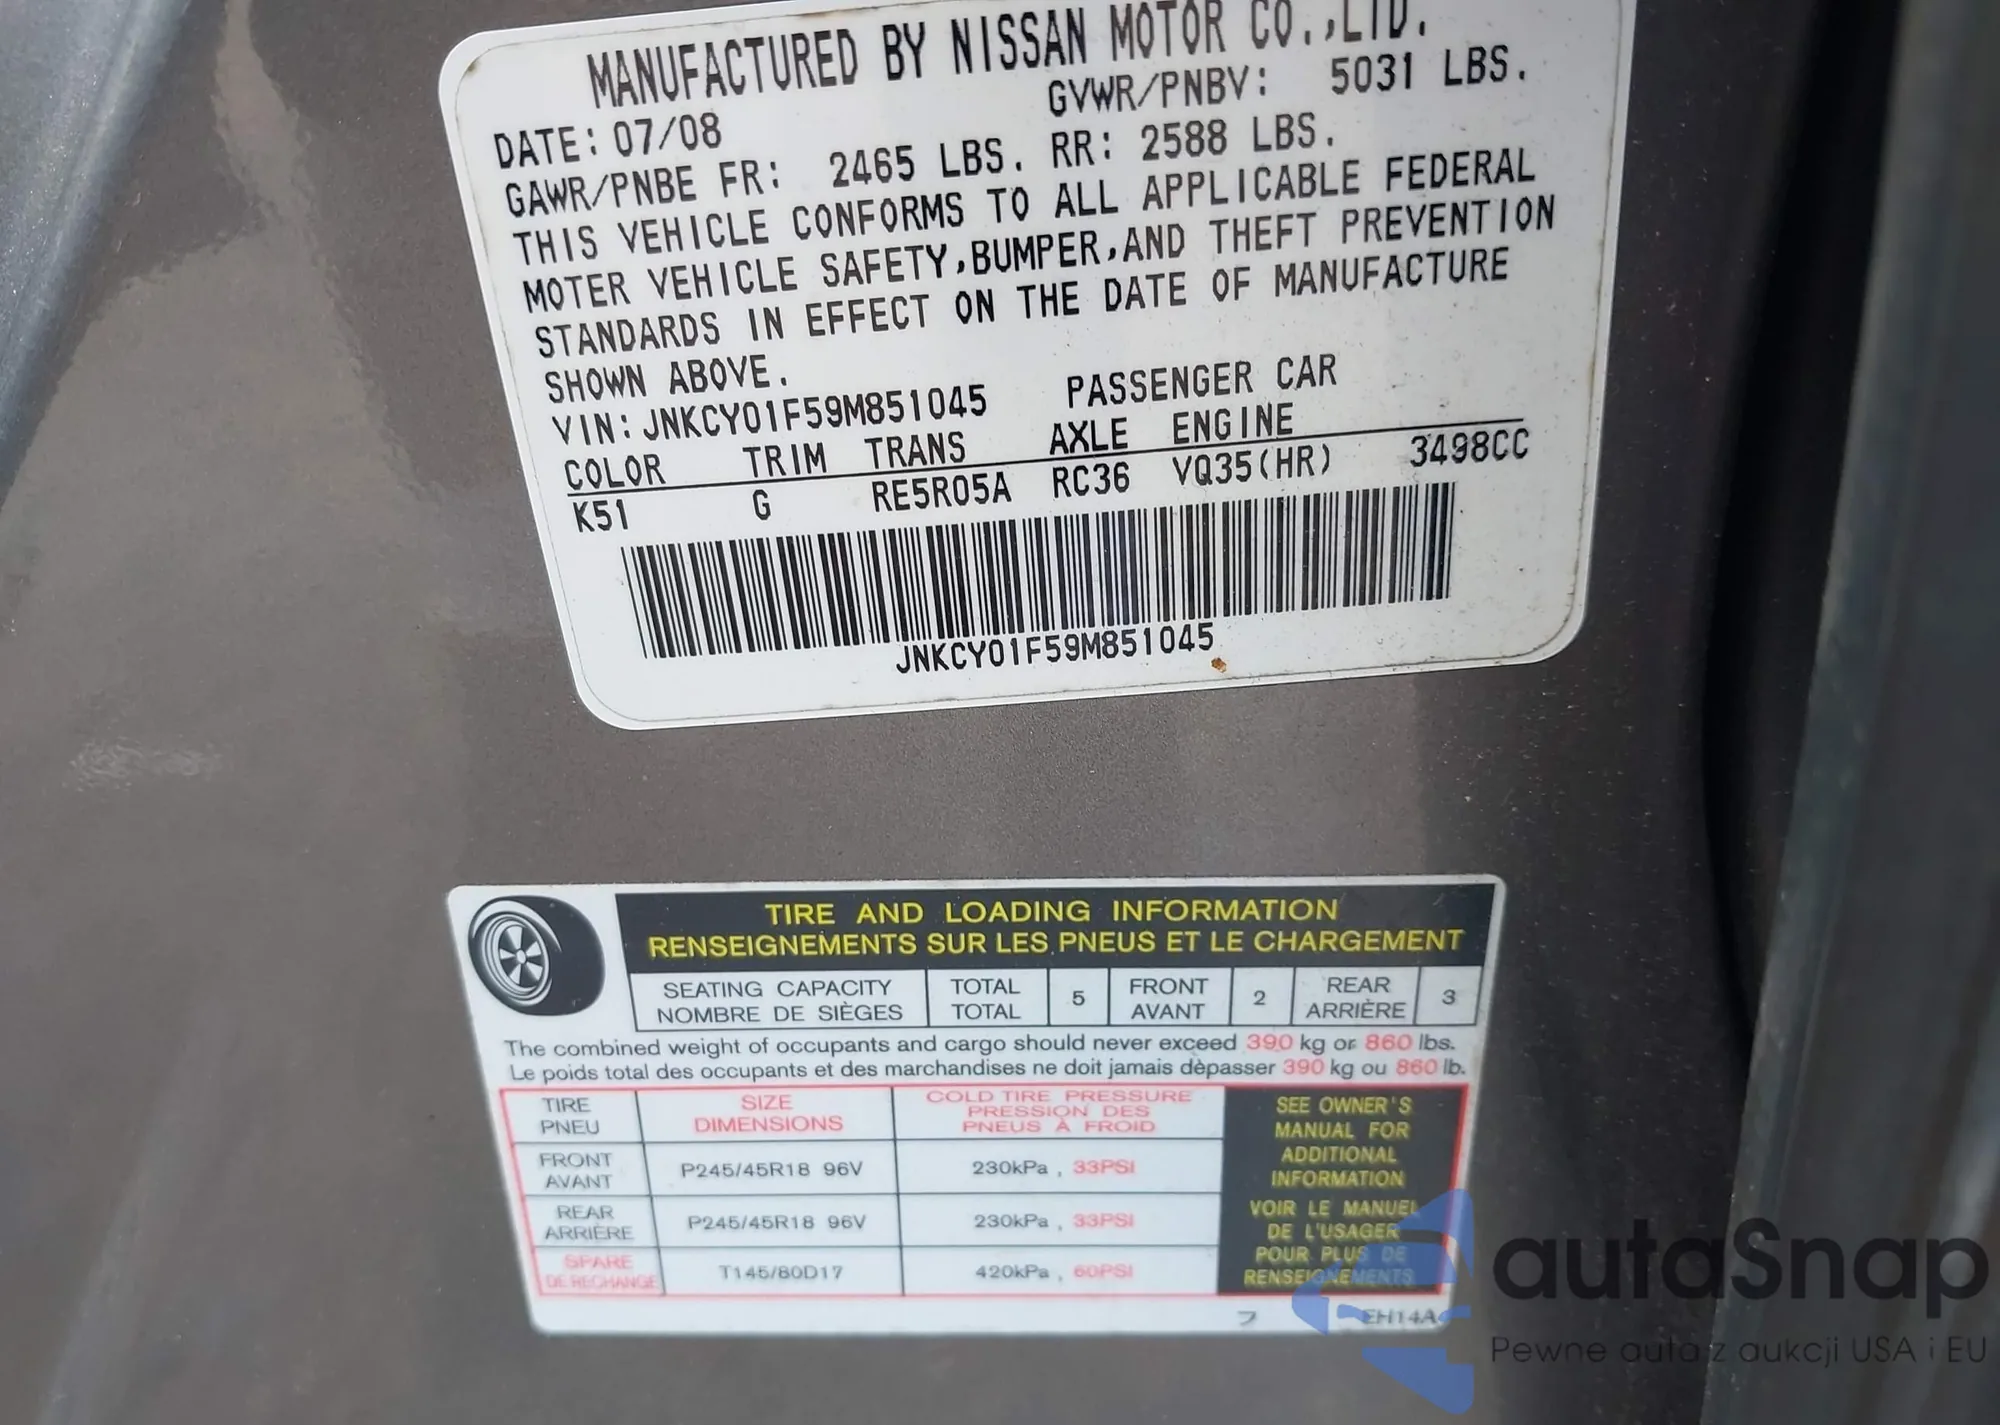 MANUFACTURED BY NISSAN MOTOR CO.,LTD.
DATE: 07/08 GVWR/PNBV: 5031 LBS.
GAWR/PNBE FR: 2465 LBS. RR: 2588 LBS.
THIS VEHICLE CONFORMS TO ALL APPLICABLE FEDERAL
MOTER VEHICLE SAFETY,BUMPER,AND THEFT PREVENTION
STANDARDS IN EFFECT ON THE DATE OF MANUFACTURE
SHOWN ABOVE.
VIN: JNKCY01F59M851045 PASSENGER CAR
COLOR TRIM TRANS AXLE ENGINE
K51 G RE5R05A RC36 VQ35(HR) 3498CC
JNKCY01F59M851045
TIRE AND LOADING INFORMATION
RENSEIGNEMENTS SUR LES PNEUS ET LE CHARGEMENT
SEATING CAPACITY TOTAL 5 FRONT 2 REAR 3
NOMBRE DE SIÈGES TOTAL AVANT ARRIÈRE
The combined weight of occupants and cargo should never exceed 390 kg or 860 lbs.
Le poids total des occupants et des marchandises ne doit jamais dèpasser 390 kg ou 860 lb.
TIRE SIZE COLD TIRE PRESSURE
PNEU DIMENSIONS PRESSION DES
PNEUS À FROID
FRONT P245/45R18 96V 230kPa , 33PSI
AVANT
REAR P245/45R18 96V 230kPa , 33PSI
ARRIÈRE
SPARE T145/80D17 420kPa , 60PSI
DE RECHANGE
SEE OWNER'S
MANUAL FOR
ADDITIONAL
INFORMATION
VOIR LE MANUEL
DE L'USAGER
POUR PLUS DE
RENSEIGNEMENTS
EH14A
autaSnap
Pewne auta z aukcji USA i EU